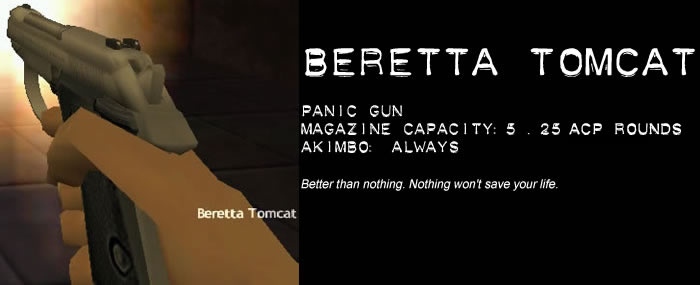 BERETTA TOMCAT
PANIC GUN
MAGAZINE CAPACITY: 5 .25 ACP ROUNDS
AKIMBO: ALWAYS
Better than nothing. Nothing won't save your life.
Beretta Tomcat